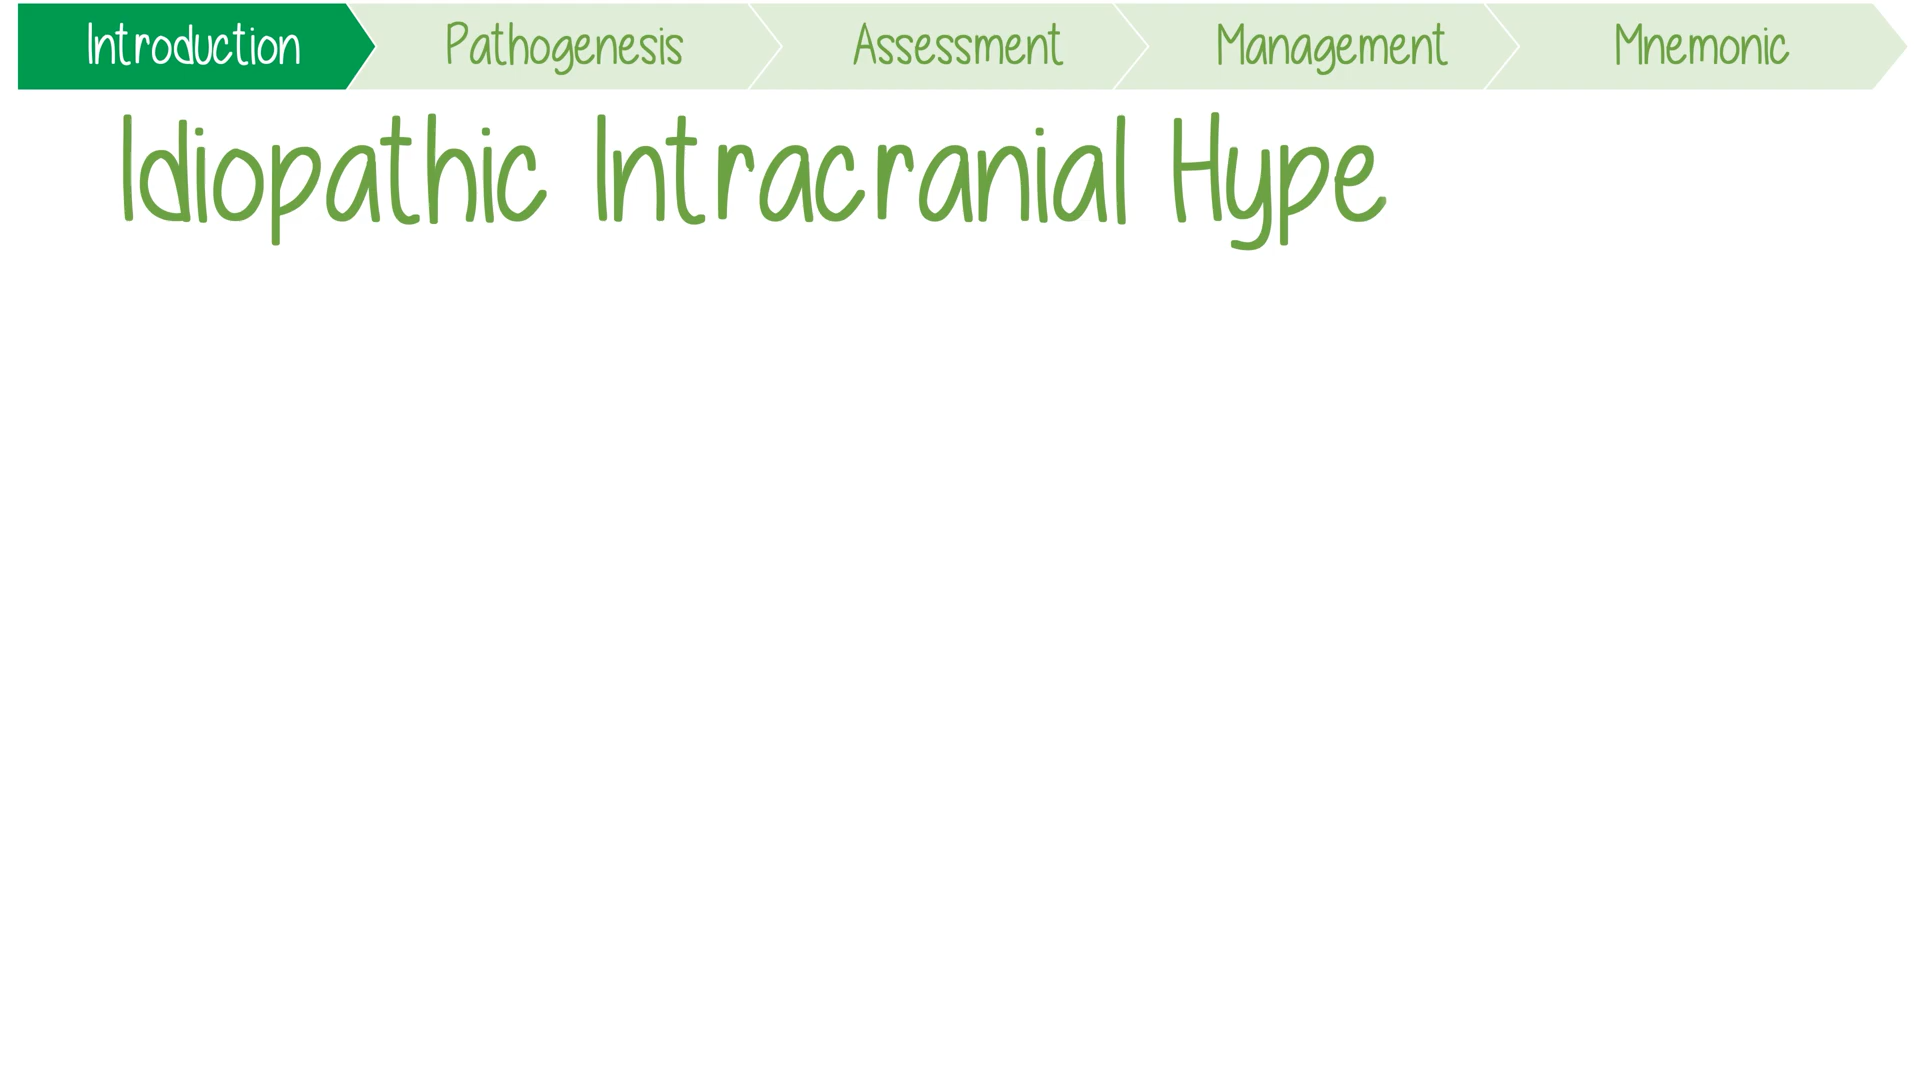 Introduction Pathogenesis Assessment Management Mnemonic
Idiopathic Intracranial Hype